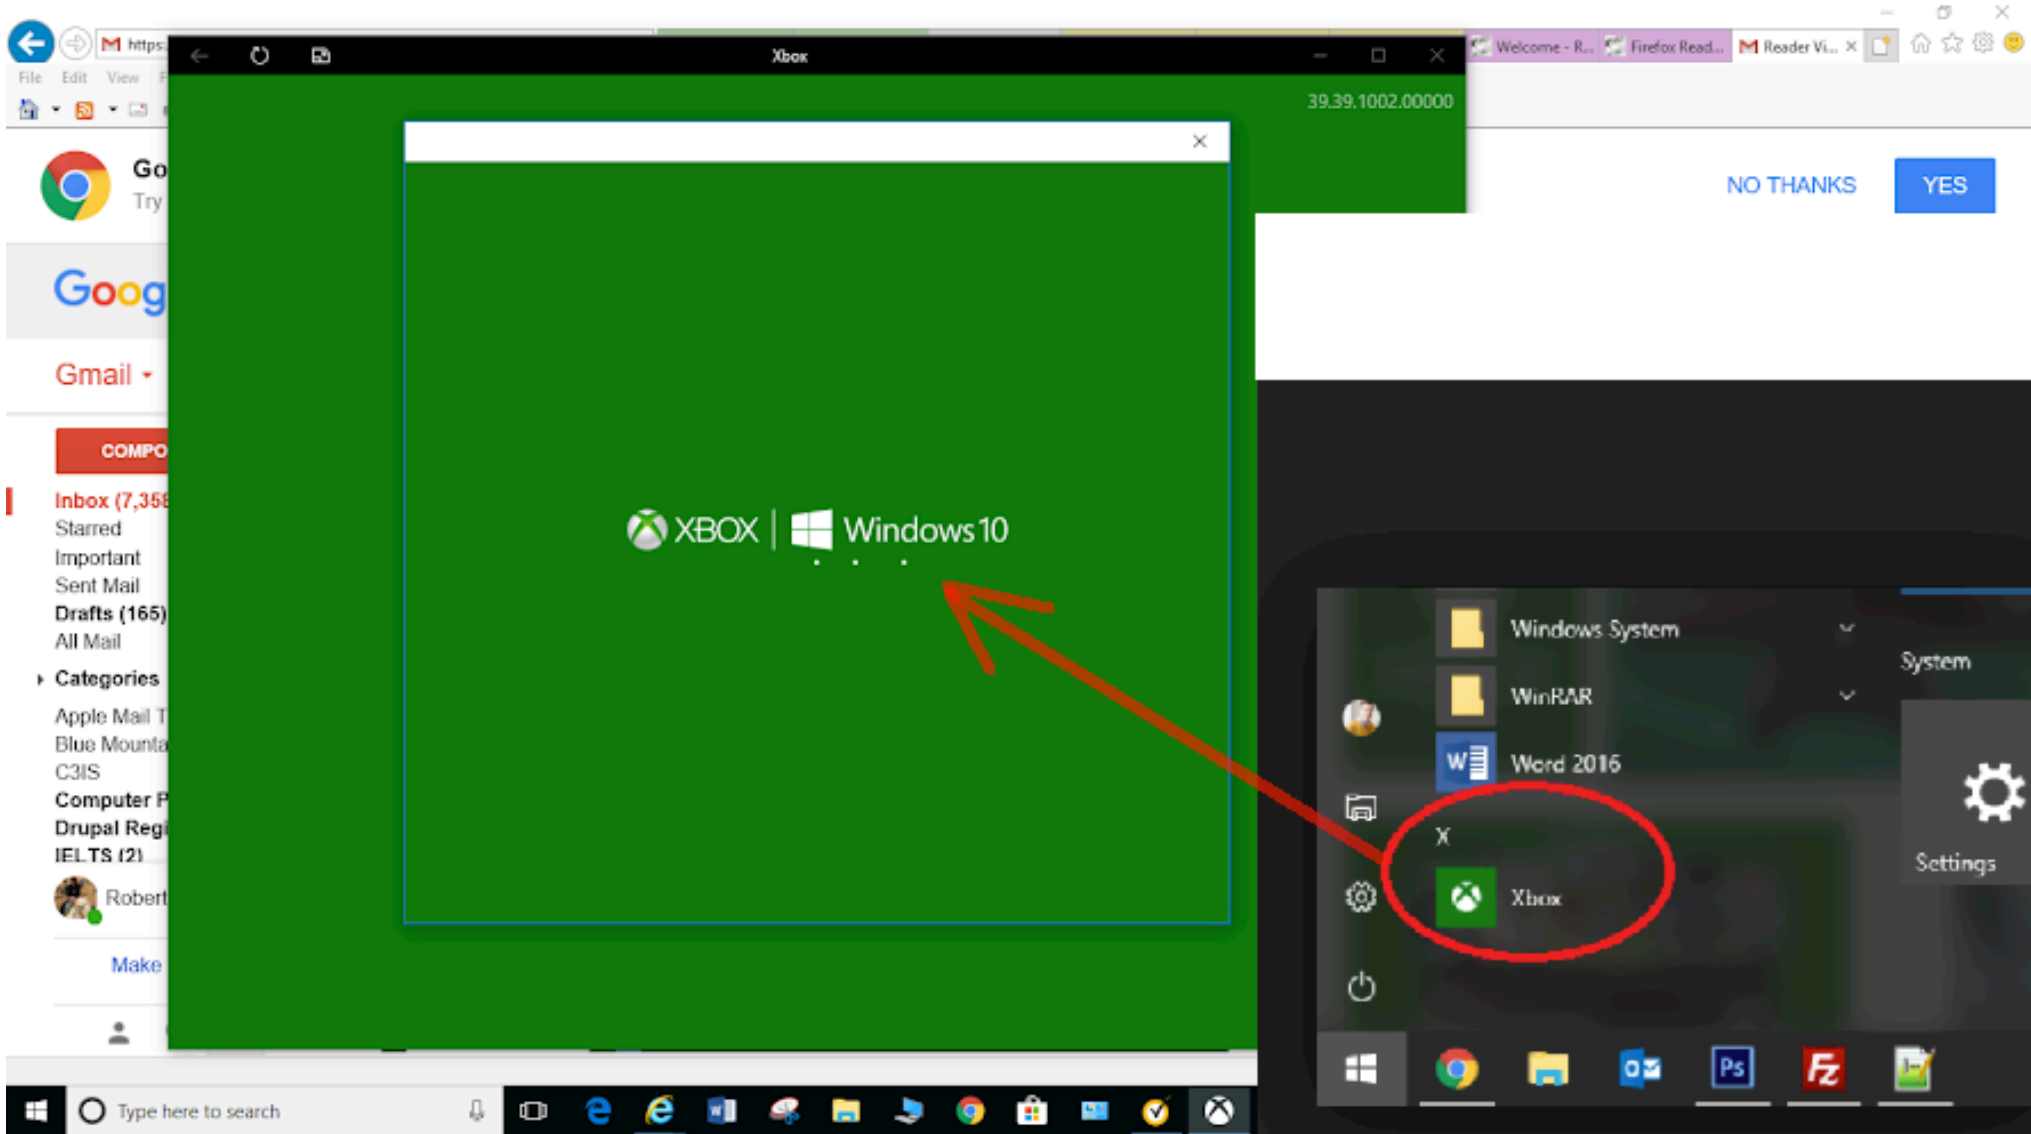 https:
Xbox
Welcome - R...
Firefox Read...
Reader Vi...
File Edit View F
39.39.1002.00000
Go
Try
NO THANKS
YES
Goog
Gmail
COMPO
Inbox (7,358
Starred
Important
Sent Mail
Drafts (165)
All Mail
Categories
Apple Mail T
Blue Mounta
C3IS
Computer P
Drupal Regi
IELTS (2)
Robert
Make
XBOX | Windows 10
Windows System
WinRAR
Word 2016
X
Xbox
System
Settings
Ps
Fz
Type here to search